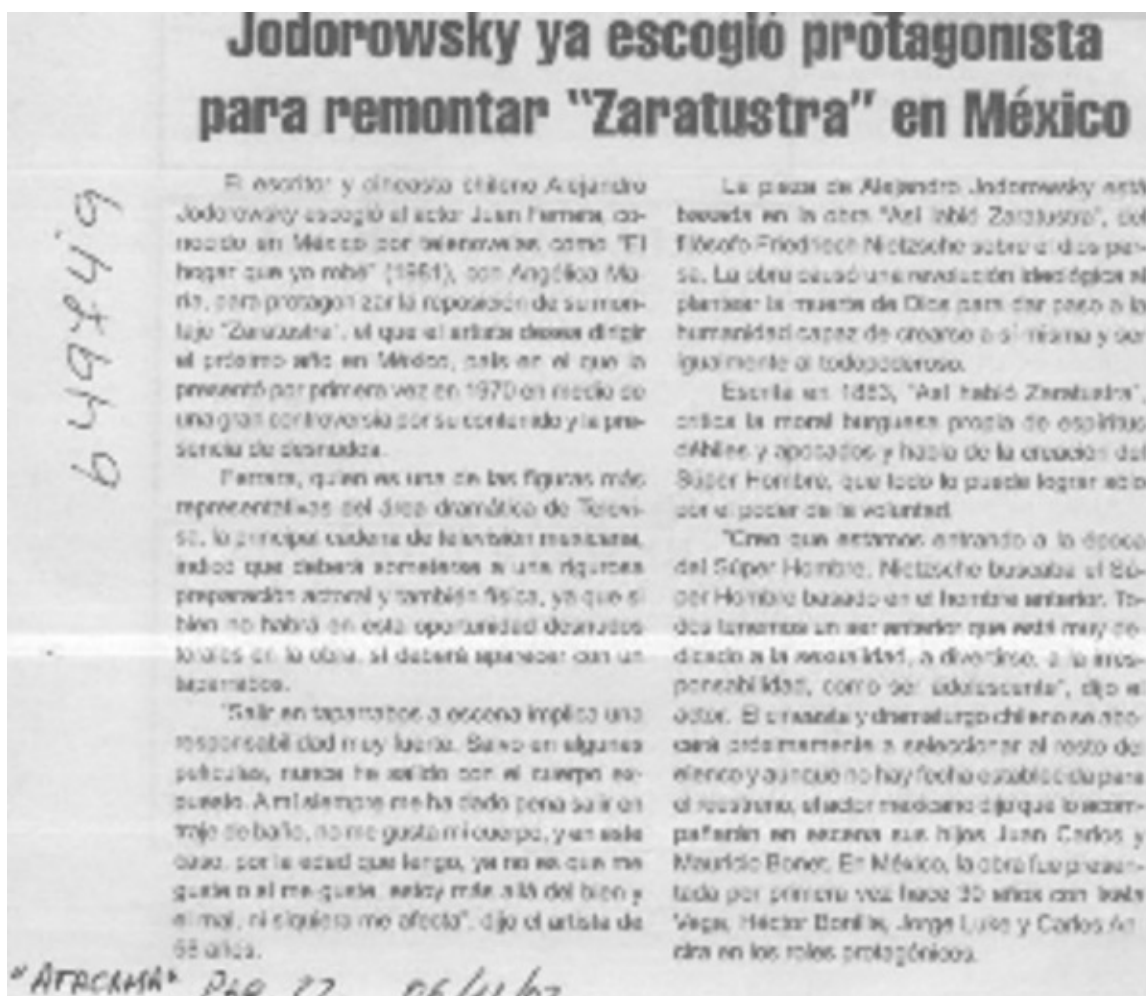 Jodorowsky ya escogió protagonista
para remontar "Zaratustra" en México
649849
El escritor y cineasta chileno Alejandro
Jodorowsky escogió al actor Juan Ferrara, co-
nocido en México por telenovelas como "El
hogar que yo robé" (1981), con Angélica Ma-
ría, para protagonizar la reposición de su mon-
taje "Zaratustra", el que el artista desea dirigir
el próximo año en México, país en el que la
presentó por primera vez en 1970 en medio de
una gran controversia por su contenido y la pre-
sencia de desnudos.
Ferrara, quien es una de las figuras más
representativas del área dramática de Televi-
sa, la principal cadena de televisión mexicana,
indicó que deberá someterse a una rigurosa
preparación actoral y también física, ya que si
bien no habrá en esta oportunidad desnudos
totales en la obra, sí deberá aparecer con un
taparrabos.
"Salir en taparrabos a escena implica una
responsabilidad muy fuerte. Salvo en algunas
películas, nunca he salido con el cuerpo ex-
puesto. A mí siempre me ha dado pena salir en
traje de baño, no me gusta mi cuerpo, y en este
caso, por la edad que tengo, ya no es que me
guste o si me guste, estoy más allá del bien y
el mal, ni siquiera me afecta", dijo el artista de
58 años.
La pieza de Alejandro Jodorowsky está
basada en la obra "Así habló Zaratustra", del
filósofo Friedrich Nietzsche sobre el dios per-
sa. La obra causó una revolución ideológica al
plantear la muerte de Dios para dar paso a la
humanidad capaz de crearse a sí misma y ser
igualmente al todopoderoso.
Escrita en 1883, "Así habló Zaratustra",
critica la moral burguesa propia de espíritus
débiles y apocados y habla de la creación del
Súper Hombre, que todo lo puede lograr sólo
por el poder de la voluntad.
"Creo que estamos entrando a la época
del Súper Hombre. Nietzsche buscaba el Sú-
per Hombre basado en el hombre anterior. To-
dos tenemos un ser anterior que está muy de-
dicado a la sexualidad, a divertirse, a la irres-
ponsabilidad, como ser adolescente", dijo el
actor. El cineasta y dramaturgo chileno se abo-
cará próximamente a seleccionar al resto del
elenco y aunque no hay fecha establecida para
el reestreno, el actor mexicano dijo que lo acom-
pañarán en escena sus hijos Juan Carlos y
Mauricio Bonet. En México, la obra fue presen-
tada por primera vez hace 30 años con Isela
Vega, Héctor Bonilla, Jorge Luke y Carlos An-
cira en los roles protagónicos.
"ATACAMA" Pág 22 06/11/02